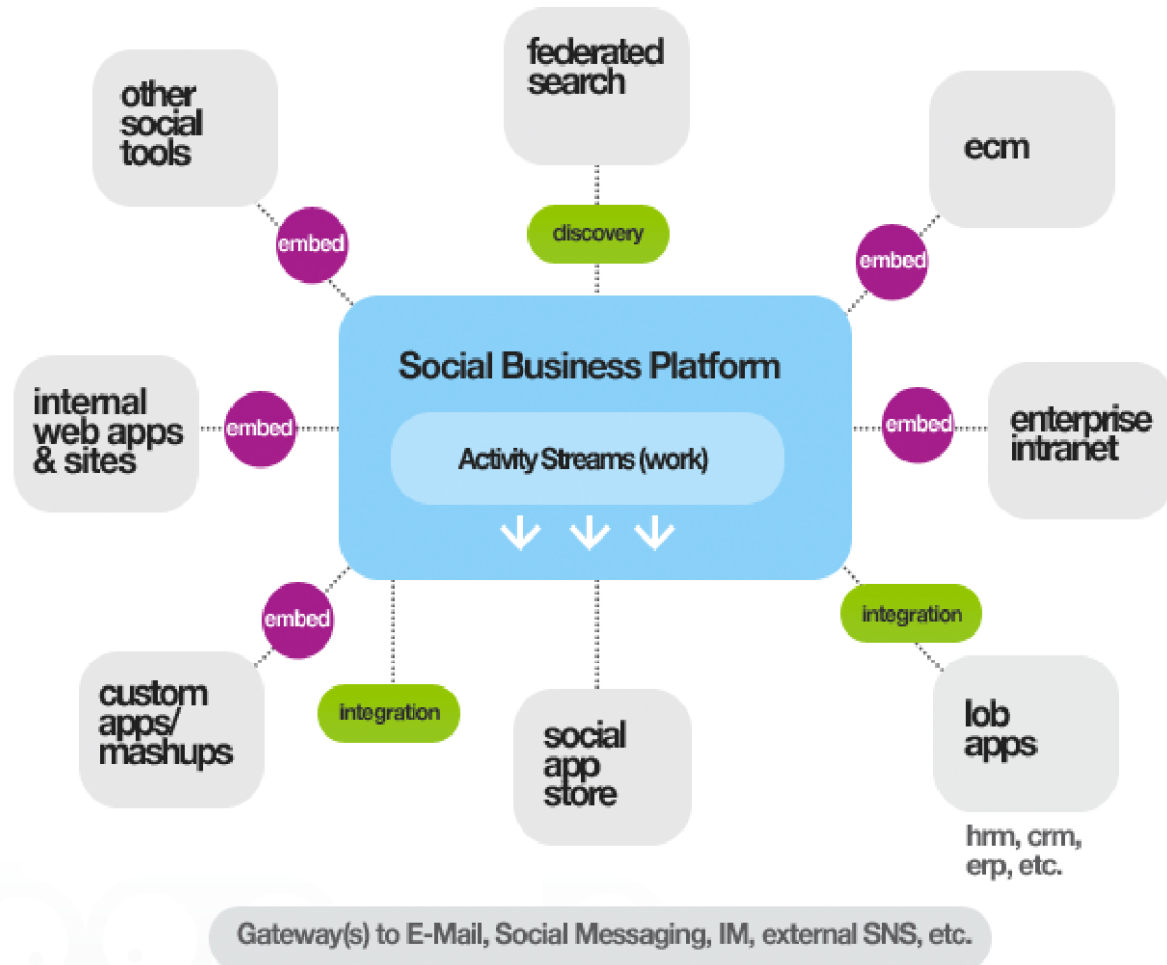 federated
search
other
social
tools
ecm
embed
discovery
embed
Social Business Platform
internal
web apps
& sites
embed
Activity Streams (work)
embed
enterprise
intranet
embed
integration
custom
apps/
mashups
integration
social
app
store
lob
apps
hrm, crm,
erp, etc.
Gateway(s) to E-Mail, Social Messaging, IM, external SNS, etc.